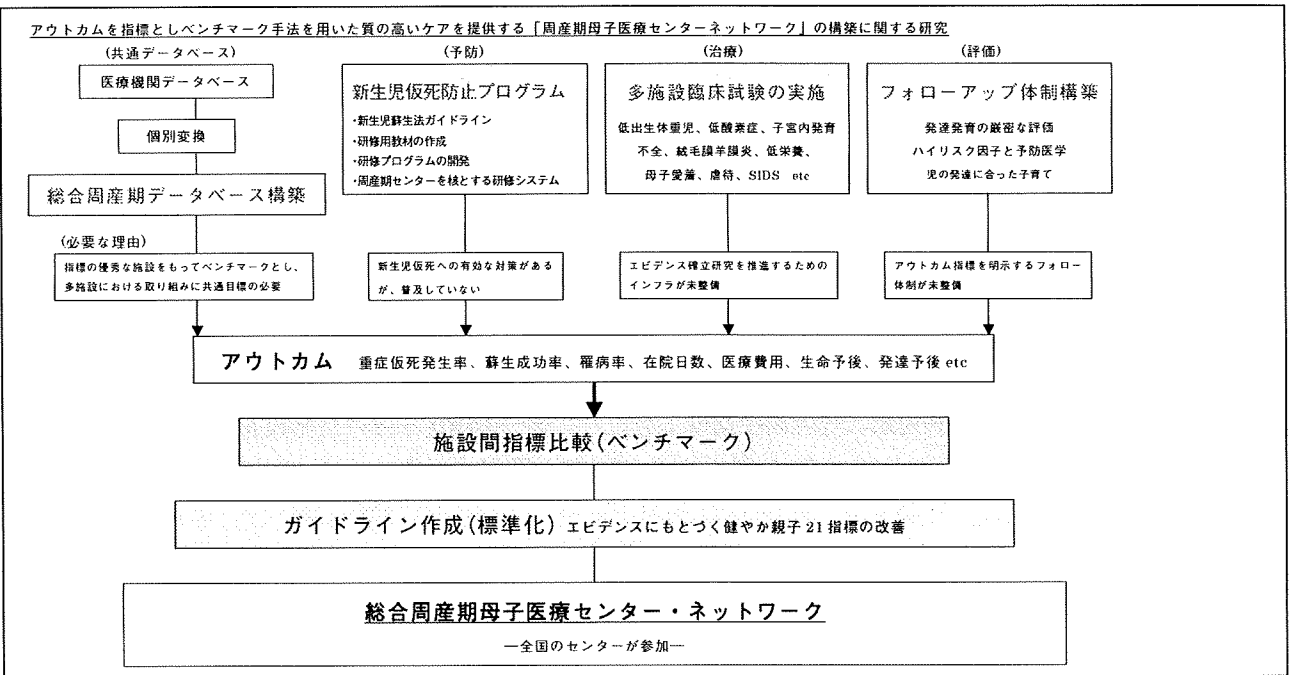 アウトカムを指標としベンチマーク手法を用いた質の高いケアを提供する「周産期母子医療センターネットワーク」の構築に関する研究
(共通データベース)
医療機関データベース
個別変換
総合周産期データベース構築
(必要な理由)
指標の優秀な施設をもってベンチマークとし、
多施設における取り組みに共通目標の必要
(予防)
新生児仮死防止プログラム
・新生児蘇生法ガイドライン
・研修用教材の作成
・研修プログラムの開発
・周産期センターを核とする研修システム
新生児仮死への有効な対策がある
が、普及していない
(治療)
多施設臨床試験の実施
低出生体重児、低酸素症、子宮内発育
不全、絨毛膜羊膜炎、低栄養、
母子愛着、虐待、SIDS etc
エビデンス確立研究を推進するための
インフラが未整備
(評価)
フォローアップ体制構築
発達発育の厳密な評価
ハイリスク因子と予防医学
児の発達に合った子育て
アウトカム指標を明示するフォロー
体制が未整備
アウトカム 重症仮死発生率、蘇生成功率、罹病率、在院日数、医療費用、生命予後、発達予後 etc
施設間指標比較(ベンチマーク)
ガイドライン作成(標準化) エビデンスにもとづく健やか親子 21 指標の改善
総合周産期母子医療センター・ネットワーク
―全国のセンターが参加―